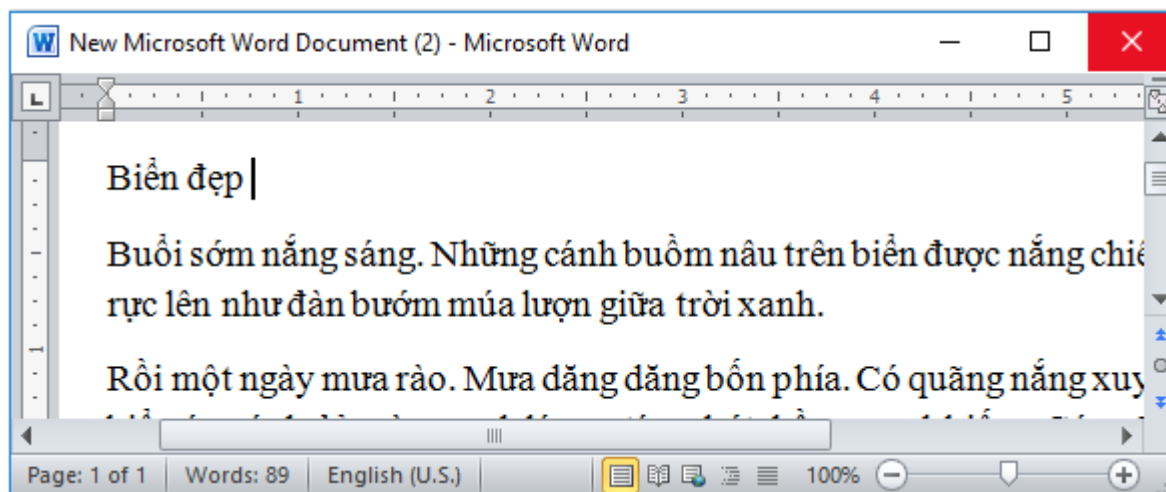 New Microsoft Word Document (2) - Microsoft Word
1 2 3 4 5
Biển đẹp
Buổi sớm nắng sáng. Những cánh buồm nâu trên biển được nắng
rực lên như đàn bướm múa lượn giữa trời xanh.
Rồi một ngày mưa rào. Mưa dăng dăng bốn phía. Có quãng nắng
1
Page: 1 of 1 Words: 89 English (U.S.) 100%